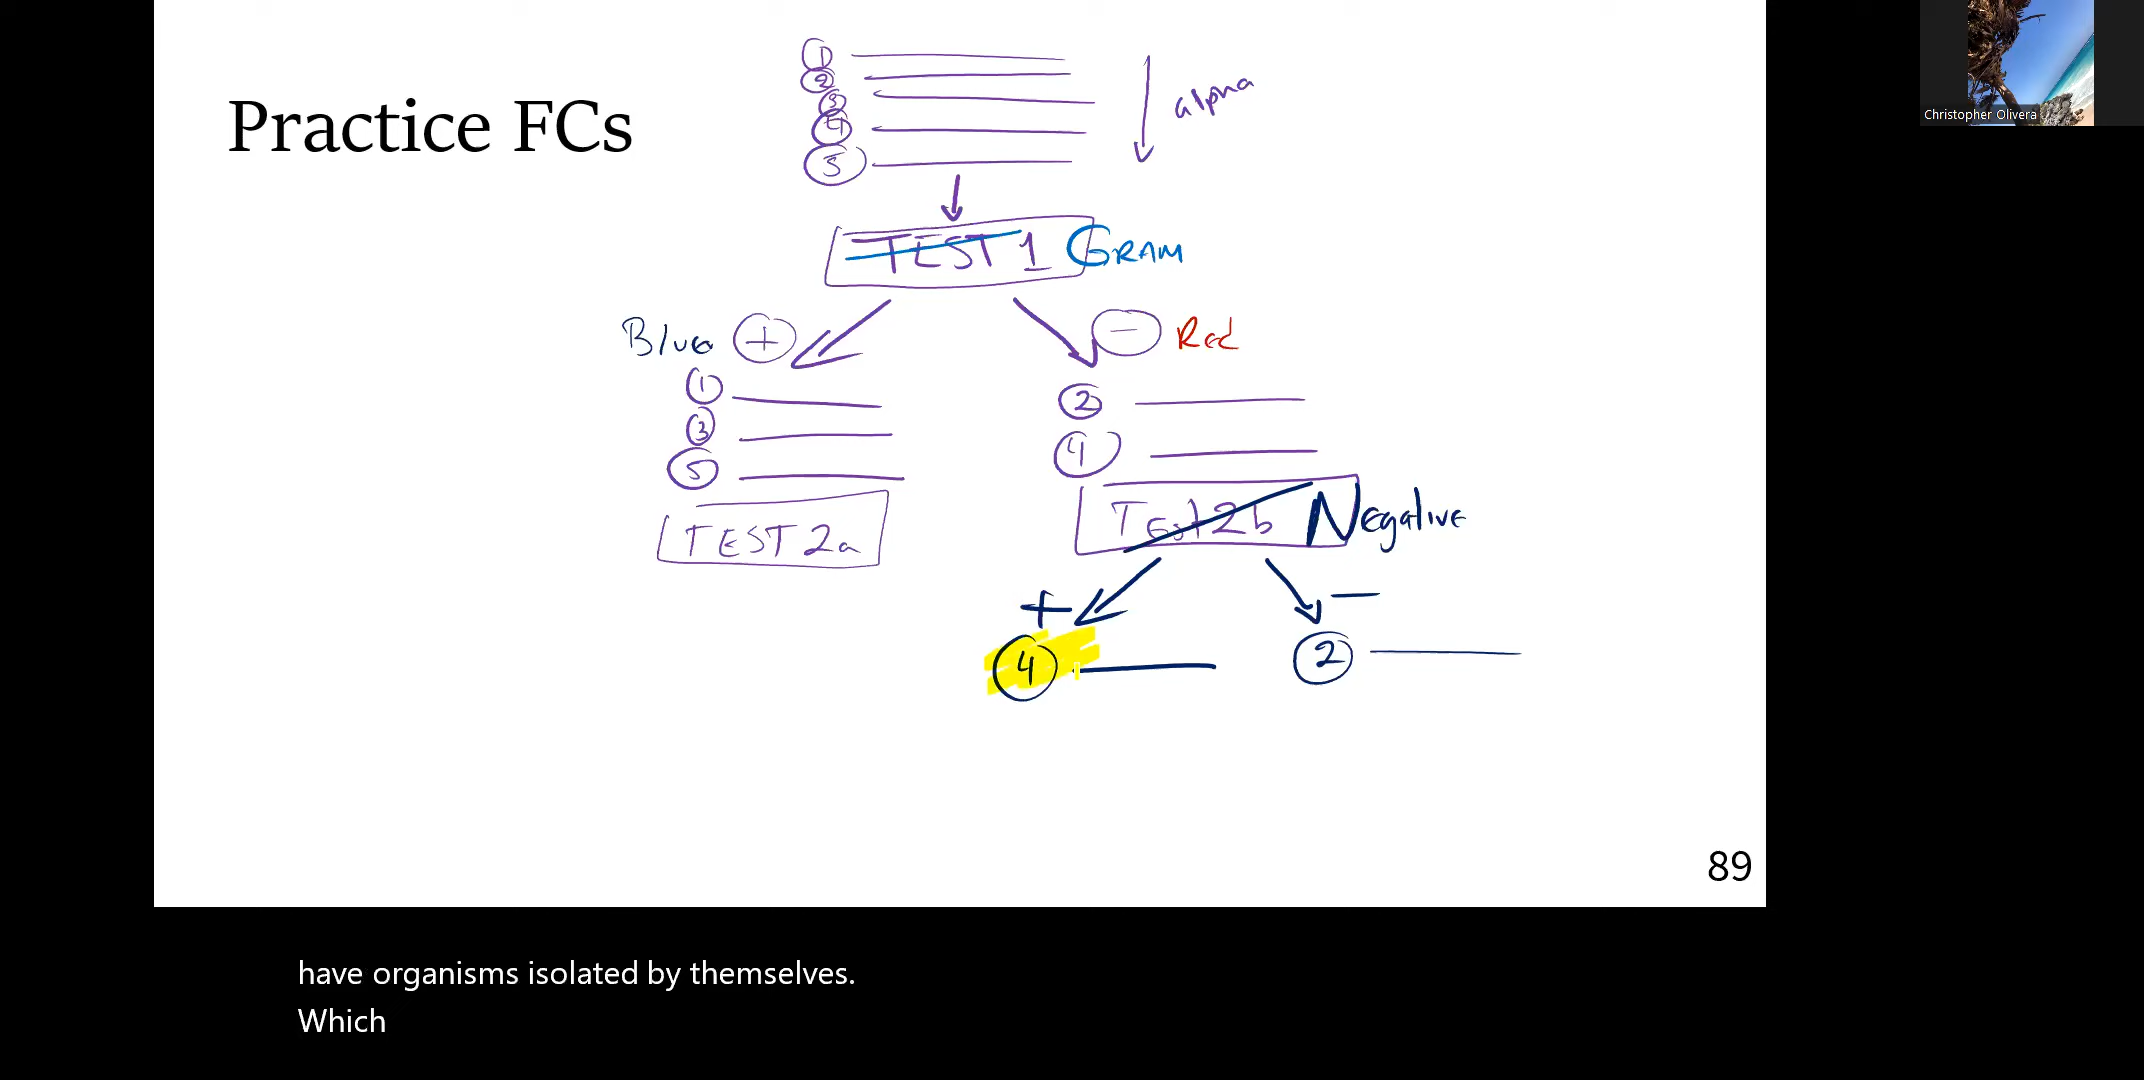 Practice FCs
1
2
3
4
5
alpha
TEST 1 GRAM
Blue + − Red
1
3
5
2
4
TEST 2a
Test 2b Negative
+ −
4 2
89
Christopher Olivera
have organisms isolated by themselves.
Which